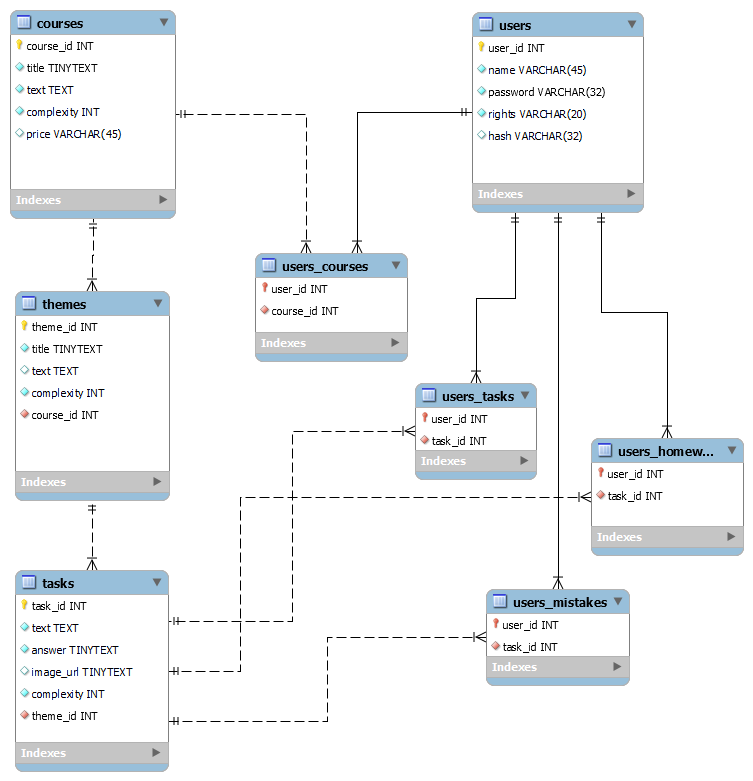 courses
course_id INT
title TINYTEXT
text TEXT
complexity INT
price VARCHAR(45)
Indexes
users
user_id INT
name VARCHAR(45)
password VARCHAR(32)
rights VARCHAR(20)
hash VARCHAR(32)
Indexes
users_courses
user_id INT
course_id INT
Indexes
themes
theme_id INT
title TINYTEXT
text TEXT
complexity INT
course_id INT
Indexes
users_tasks
user_id INT
task_id INT
Indexes
users_homew...
user_id INT
task_id INT
Indexes
tasks
task_id INT
text TEXT
answer TINYTEXT
image_url TINYTEXT
complexity INT
theme_id INT
Indexes
users_mistakes
user_id INT
task_id INT
Indexes